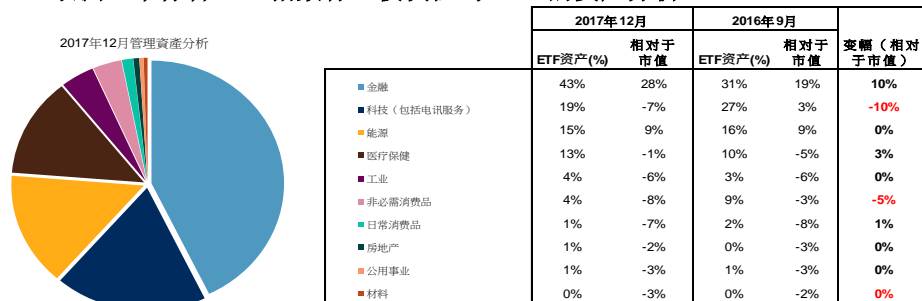 2017年12月管理資產分析
2017年12月 2016年9月
ETF资产(%) 相对于市值 ETF资产(%) 相对于市值 变幅（相对于市值）
金融 43% 28% 31% 19% 10%
科技（包括电讯服务） 19% -7% 27% 3% -10%
能源 15% 9% 16% 9% 0%
医疗保健 13% -1% 10% -5% 3%
工业 4% -6% 3% -6% 0%
非必需消费品 4% -8% 9% -3% -5%
日常消费品 1% -7% 2% -8% 1%
房地产 1% -2% 0% -3% 0%
公用事业 1% -3% 1% -3% 0%
材料 0% -3% 0% -2% 0%